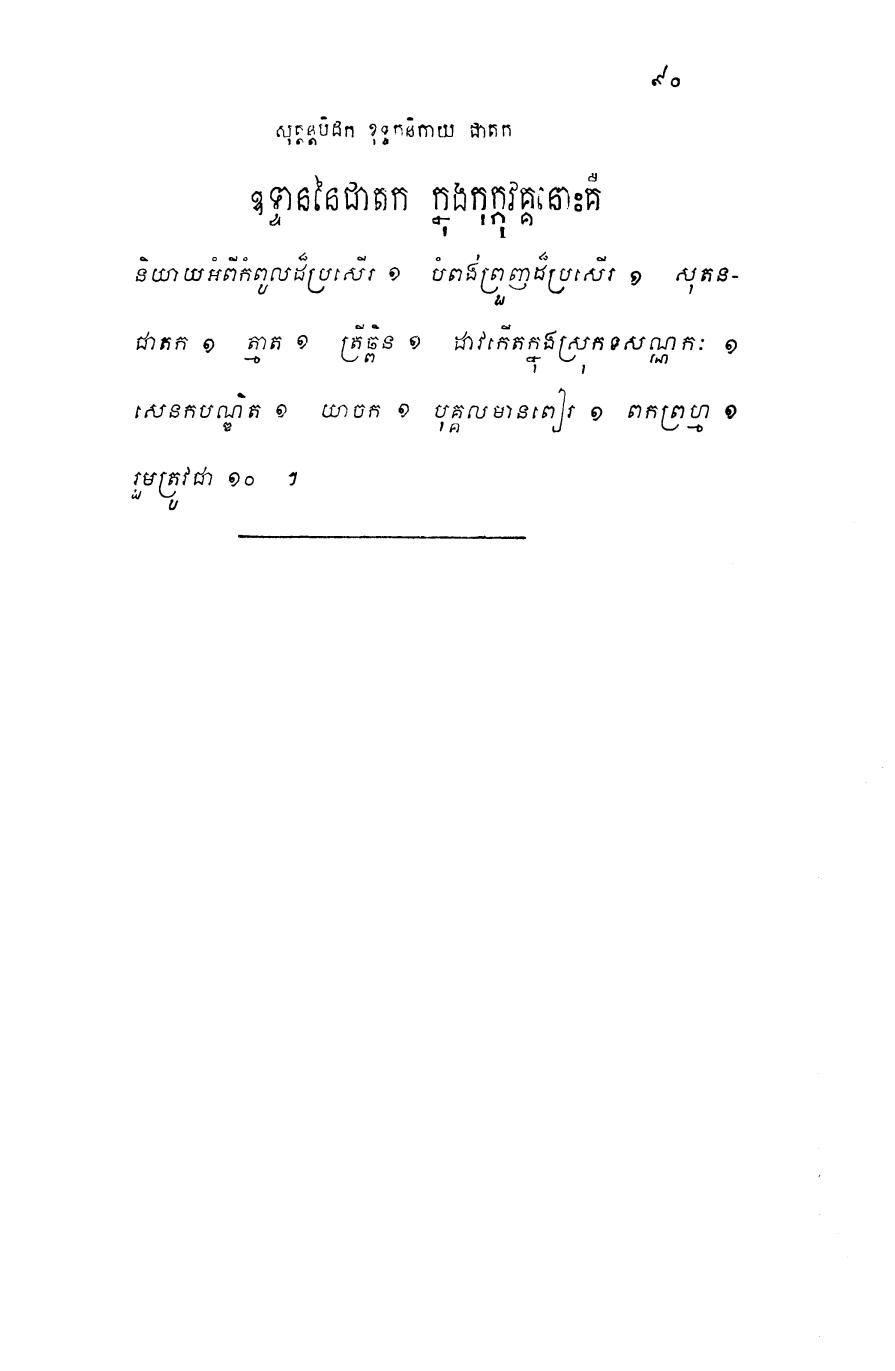 ៩០
សុត្តន្តបិដក ខុទ្ទកនិកាយ ជាតក
ឧទ្ទាននៃជាតក ក្នុងកុក្កុវគ្គនោះគឺ
និយាយអំពីកំពូលដ៏ប្រសើរ ១ បំពង់ព្រួញដ៏ប្រសើរ ១ សុតន-
ជាតក ១ ត្មាត ១ ត្រីឆ្ពិន ១ ដាវកើតក្នុងស្រុកទសណ្ណកៈ ១
សេនកបណ្ឌិត ១ យាចក ១ បុគ្គលមានពៀរ ១ ពកព្រហ្ម ១
រួមត្រូវជា ១០ ។